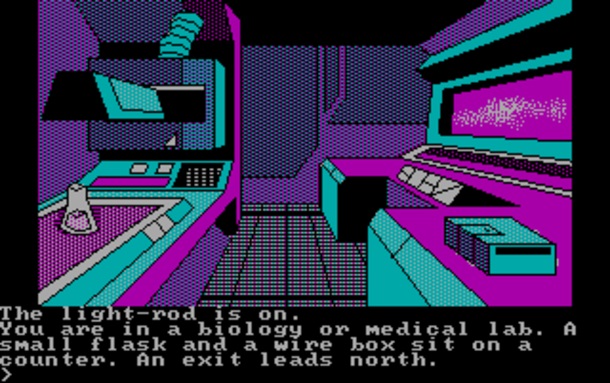 The light-rod is on.
You are in a biology or medical lab. A
small flask and a wire box sit on a
counter. An exit leads north.
>